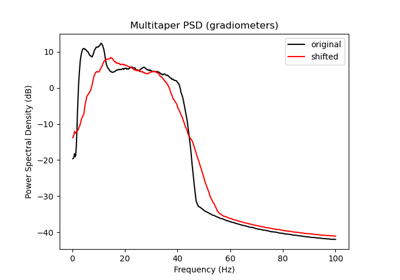 Multitaper PSD (gradiometers)
original
shifted
Power Spectral Density (dB)
10
0
−10
−20
−30
−40
0 20 40 60 80 100
Frequency (Hz)